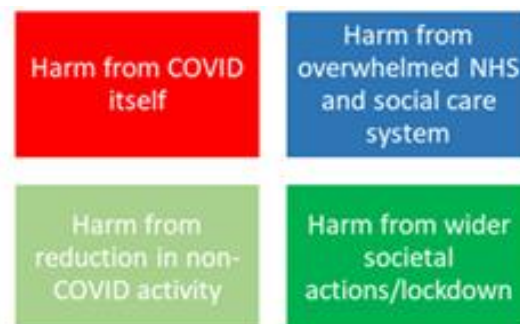 Harm from COVID
itself
Harm from
overwhelmed NHS
and social care
system
Harm from
reduction in non-
COVID activity
Harm from wider
societal
actions/lockdown